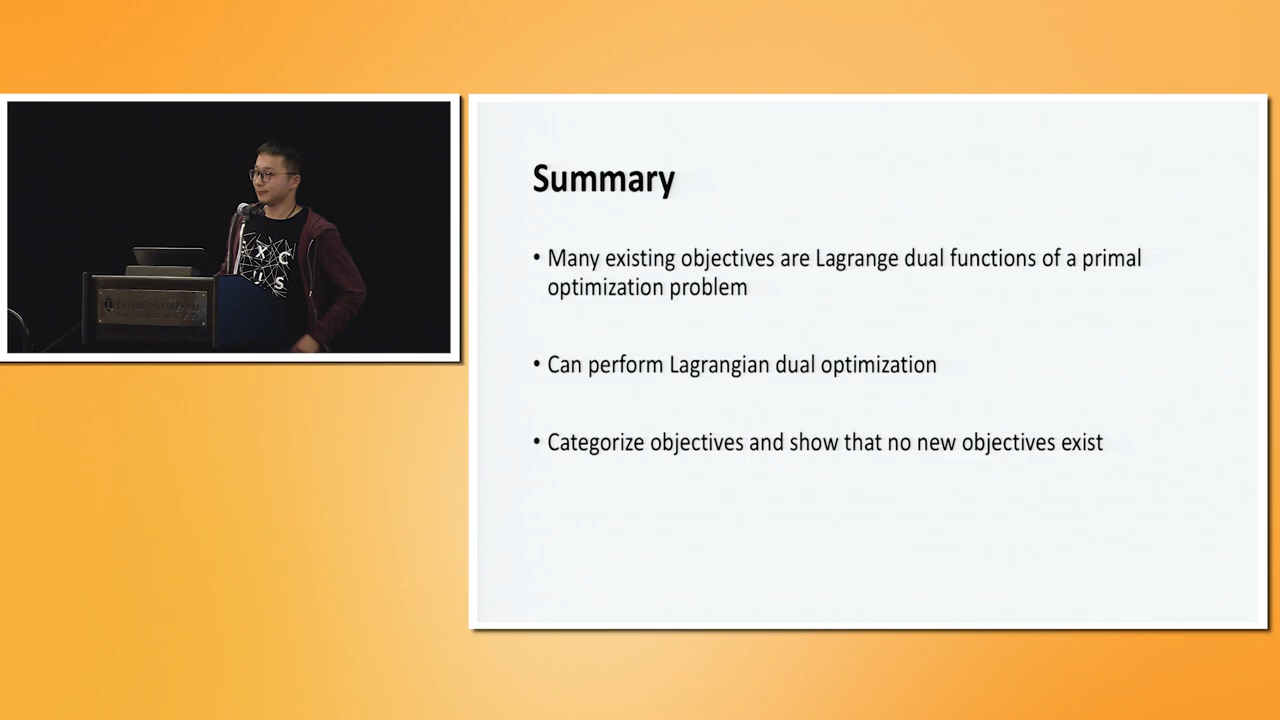 Summary
• Many existing objectives are Lagrange dual functions of a primal
optimization problem
• Can perform Lagrangian dual optimization
• Categorize objectives and show that no new objectives exist
X C
S
INTERCONTINENTAL